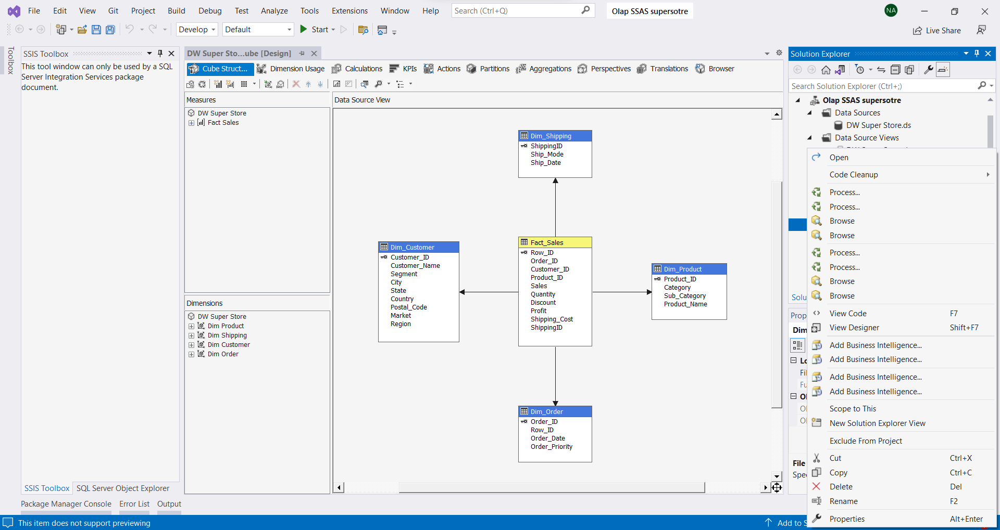 File Edit View Git Project Build Debug Test Analyze Tools Extensions Window Help
Search (Ctrl+Q)
Olap SSAS supersotre
NA
Develop
Default
Start
Live Share
Toolbox
SSIS Toolbox
This tool window can only be used by a SQL
Server Integration Services package
document.
SSIS Toolbox
SQL Server Object Explorer
DW Super Sto...ube [Design]
Cube Struct...
Dimension Usage
Calculations
KPIs
Actions
Partitions
Aggregations
Perspectives
Translations
Browser
Measures
DW Super Store
Fact Sales
Dimensions
DW Super Store
Dim Product
Dim Shipping
Dim Customer
Dim Order
Data Source View
Dim_Shipping
ShippingID
Ship_Mode
Ship_Date
Dim_Customer
Customer_ID
Customer_Name
Segment
City
State
Country
Postal_Code
Market
Region
Fact_Sales
Row_ID
Order_ID
Customer_ID
Product_ID
Sales
Quantity
Discount
Profit
Shipping_Cost
ShippingID
Dim_Product
Product_ID
Category
Sub_Category
Product_Name
Dim_Order
Order_ID
Row_ID
Order_Date
Order_Priority
Solution Explorer
Search Solution Explorer (Ctrl+;)
Olap SSAS supersotre
Data Sources
DW Super Store.ds
Data Source Views
Solu
Prop
Dim
Lo
Fil
Fu
Ol
Ol
Ol
File
Spec
Open
Code Cleanup
Process...
Process...
Browse
Browse
Process...
Process...
Browse
Browse
View Code F7
View Designer Shift+F7
Add Business Intelligence...
Add Business Intelligence...
Add Business Intelligence...
Add Business Intelligence...
Scope to This
New Solution Explorer View
Exclude From Project
Cut Ctrl+X
Copy Ctrl+C
Delete Del
Rename F2
Properties Alt+Enter
Package Manager Console
Error List
Output
This item does not support previewing
Add to S